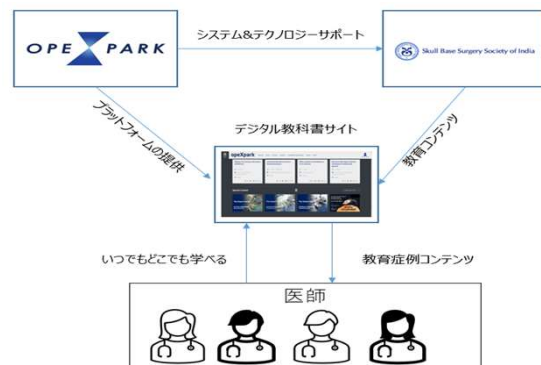 OPE X PARK
システム&テクノロジーサポート
Skull Base Surgery Society of India
プラットフォームの提供
デジタル教科書サイト
教育コンテンツ
opeXpark
いつでもどこでも学べる
教育症例コンテンツ
医師